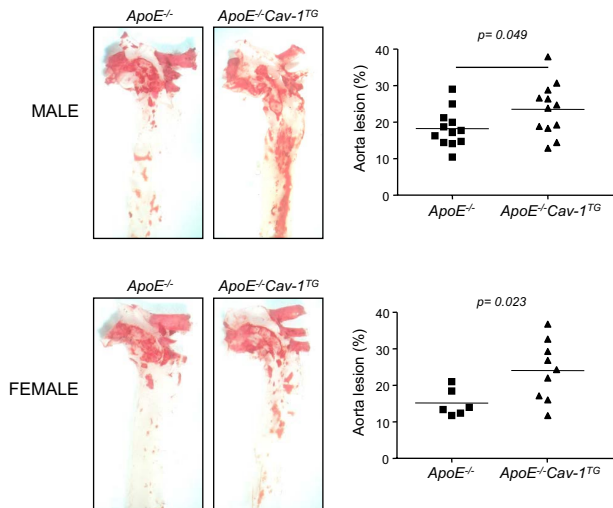 ApoE-/-
ApoE-/-Cav-1TG
MALE
p= 0.049
Aorta lesion (%)
40
30
20
10
0
ApoE-/-
ApoE-/-Cav-1TG
ApoE-/-
ApoE-/-Cav-1TG
FEMALE
p= 0.023
Aorta lesion (%)
40
30
20
10
0
ApoE-/-
ApoE-/-Cav-1TG